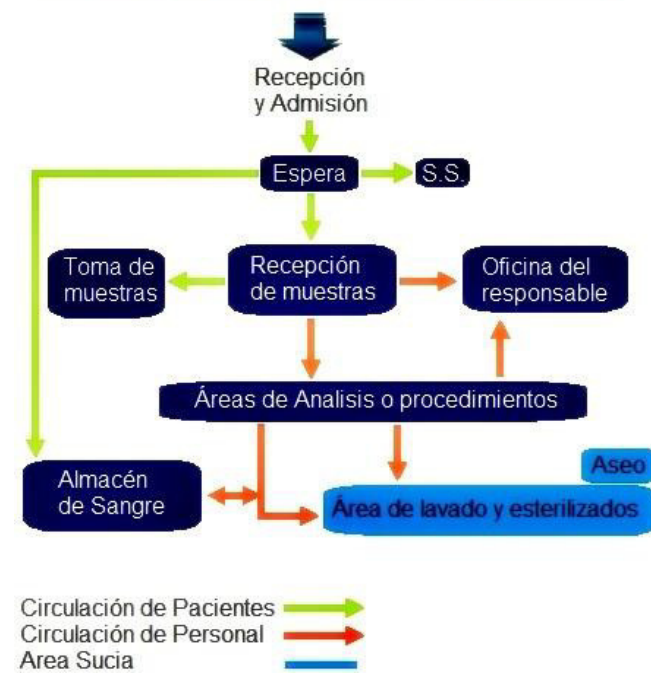 Recepción
y Admisión
Espera
S.S.
Toma de
muestras
Recepción
de muestras
Oficina del
responsable
Áreas de Analisis o procedimientos
Aseo
Almacén
de Sangre
Área de lavado y esterilizados
Circulación de Pacientes
Circulación de Personal
Area Sucia